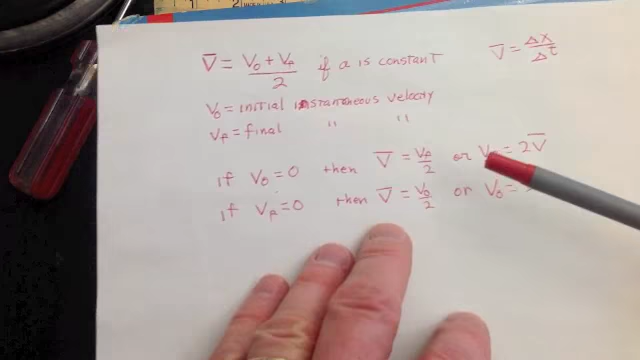 V̄ = (V₀ + V_f)/2 if a is constant V̄ = Δx/Δt
V₀ = initial instantaneous velocity
V_f = final " "
if V₀ = 0 then V̄ = V_f/2 or V = 2V̄
if V_f = 0 then V̄ = V₀/2 or V₀ =